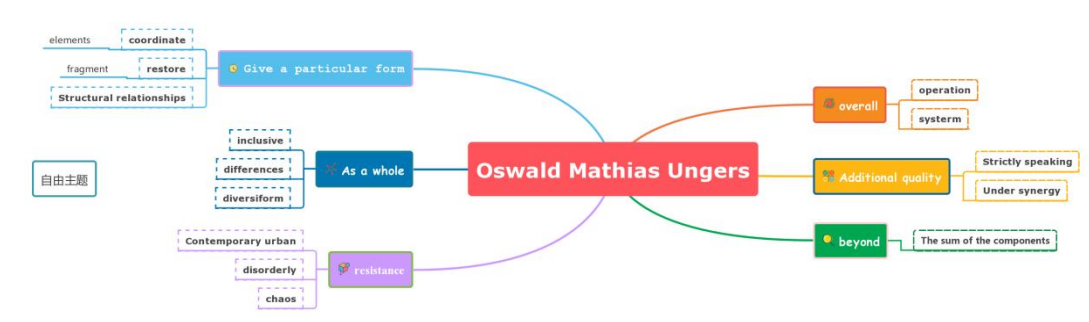 elements
coordinate
fragment
restore
Structural relationships
Give a particular form
inclusive
differences
diversiform
As a whole
自由主题
Contemporary urban
disorderly
chaos
resistance
Oswald Mathias Ungers
overall
operation
systerm
Additional quality
Strictly speaking
Under synergy
beyond
The sum of the components